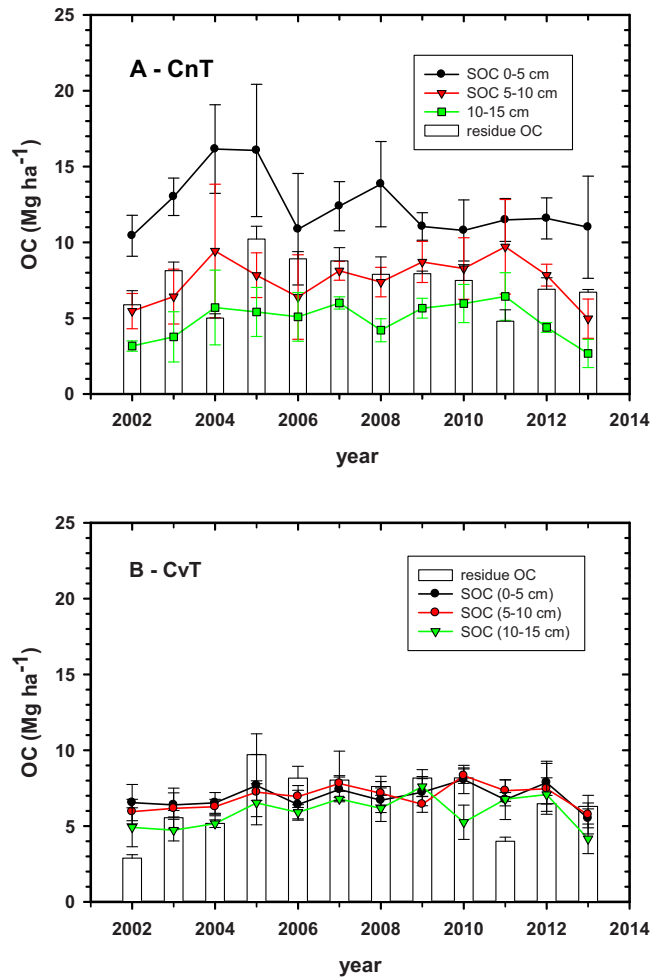 25
20
15
10
5
0
OC (Mg ha⁻¹)
A - CnT
SOC 0-5 cm
SOC 5-10 cm
10-15 cm
residue OC
2002 2004 2006 2008 2010 2012 2014
year
25
20
15
10
5
0
OC (Mg ha⁻¹)
B - CvT
residue OC
SOC (0-5 cm)
SOC (5-10 cm)
SOC (10-15 cm)
2002 2004 2006 2008 2010 2012 2014
year